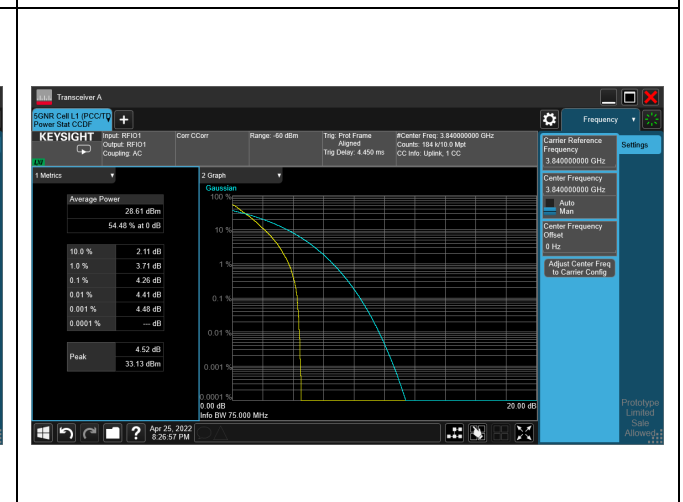 Transceiver A
5GNR Cell L1 (PCC/TD
Power Stat CCDF
Frequency
KEYSIGHT
Input: RFIO1
Output: RFIO1
Coupling: AC
Corr CCorr
Range: -60 dBm
Trig: Prot Frame
Aligned
Trig Delay: 4.450 ms
#Center Freq: 3.840000000 GHz
Counts: 184 k/10.0 Mpt
CC Info: Uplink, 1 CC
LXI
1 Metrics
Average Power
28.61 dBm
54.48 % at 0 dB
10.0 % 2.11 dB
1.0 % 3.71 dB
0.1 % 4.26 dB
0.01 % 4.41 dB
0.001 % 4.48 dB
0.0001 % --- dB
Peak
4.52 dB
33.13 dBm
2 Graph
Gaussian
100 %
10 %
1 %
0.1 %
0.01 %
0.001 %
0.0001 %
0.00 dB 20.00 dB
Info BW 75.000 MHz
Carrier Reference
Frequency
3.840000000 GHz
Settings
Center Frequency
3.840000000 GHz
Auto
Man
Center Frequency
Offset
0 Hz
Adjust Center Freq
to Carrier Config
Prototype
Limited
Sale
Allowed
?
Apr 25, 2022
8:26:57 PM